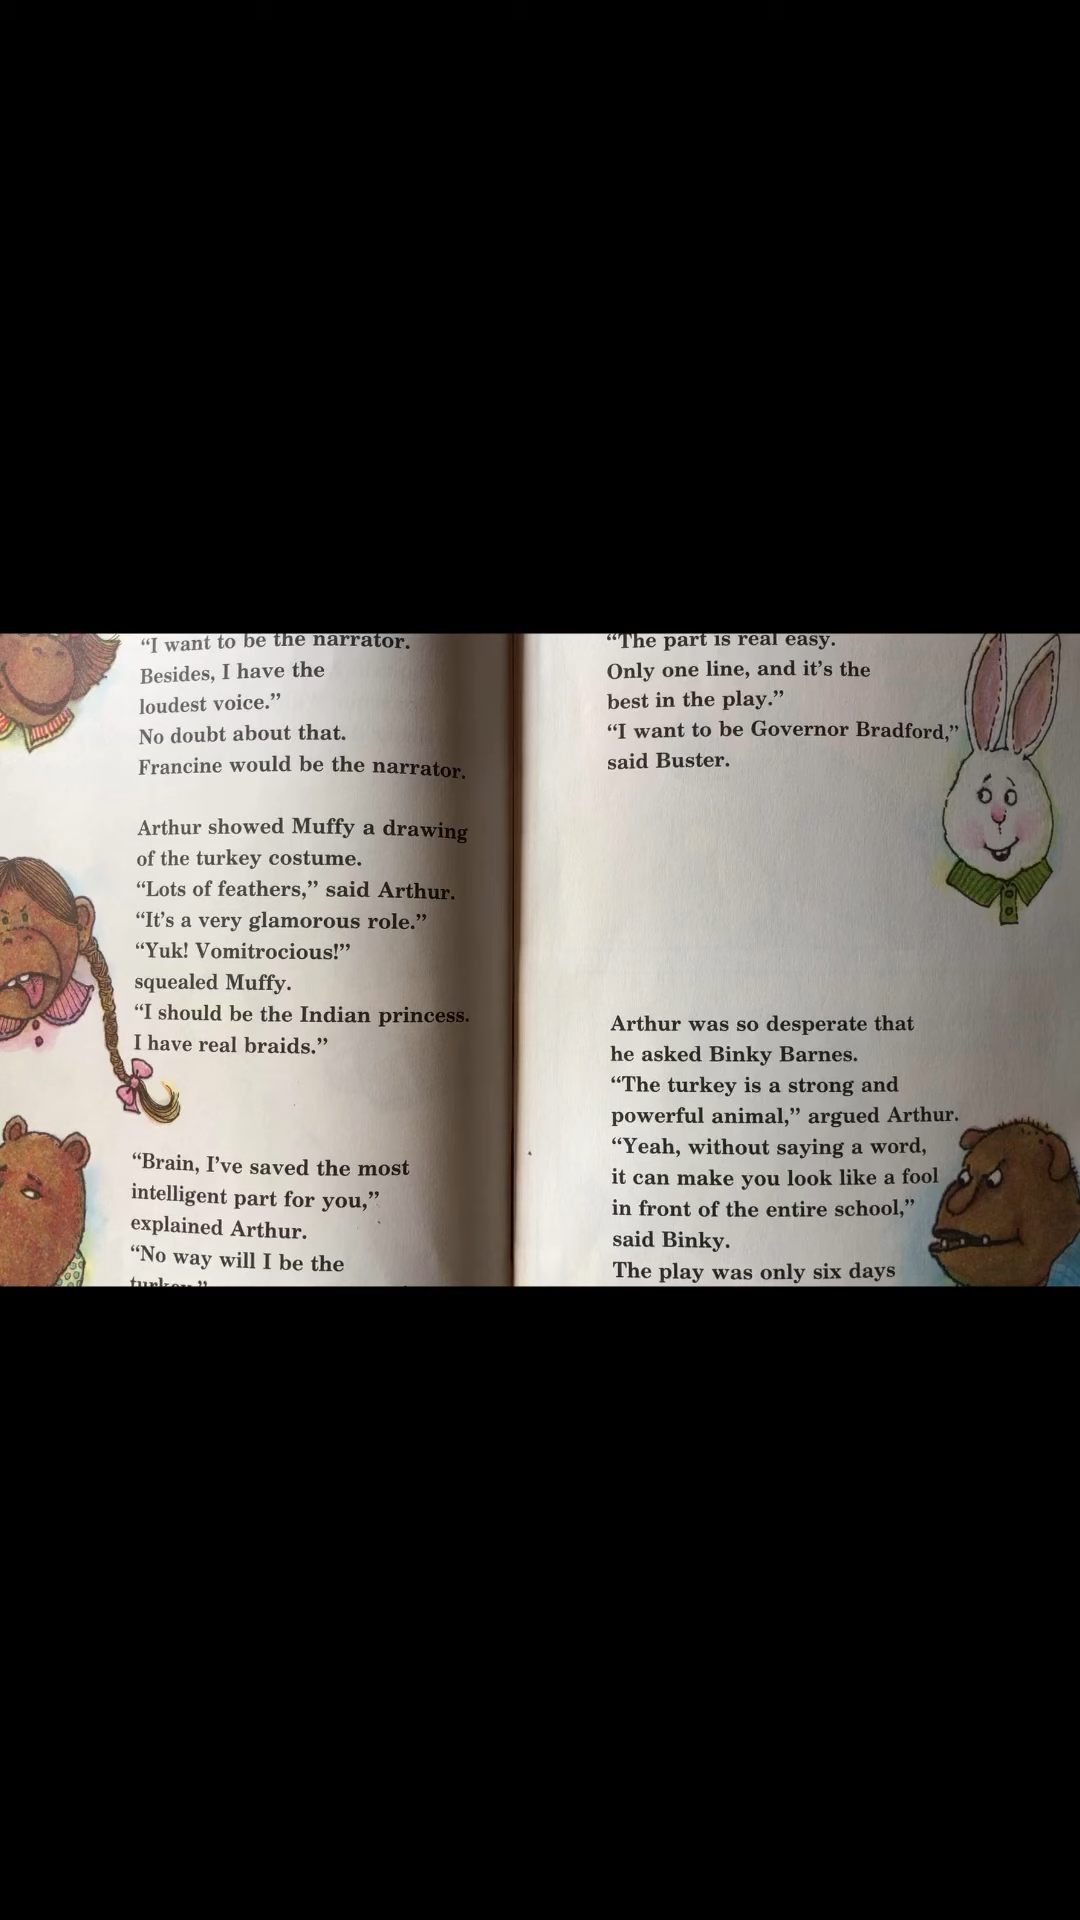 “I want to be the narrator.
Besides, I have the
loudest voice.”
No doubt about that.
Francine would be the narrator.
Arthur showed Muffy a drawing
of the turkey costume.
“Lots of feathers,” said Arthur.
“It’s a very glamorous role.”
“Yuk! Vomitrocious!”
squealed Muffy.
“I should be the Indian princess.
I have real braids.”
“Brain, I’ve saved the most
intelligent part for you,”
explained Arthur.
“No way will I be the
turkey.”
“The part is real easy.
Only one line, and it’s the
best in the play.”
“I want to be Governor Bradford,”
said Buster.
Arthur was so desperate that
he asked Binky Barnes.
“The turkey is a strong and
powerful animal,” argued Arthur.
“Yeah, without saying a word,
it can make you look like a fool
in front of the entire school,”
said Binky.
The play was only six days